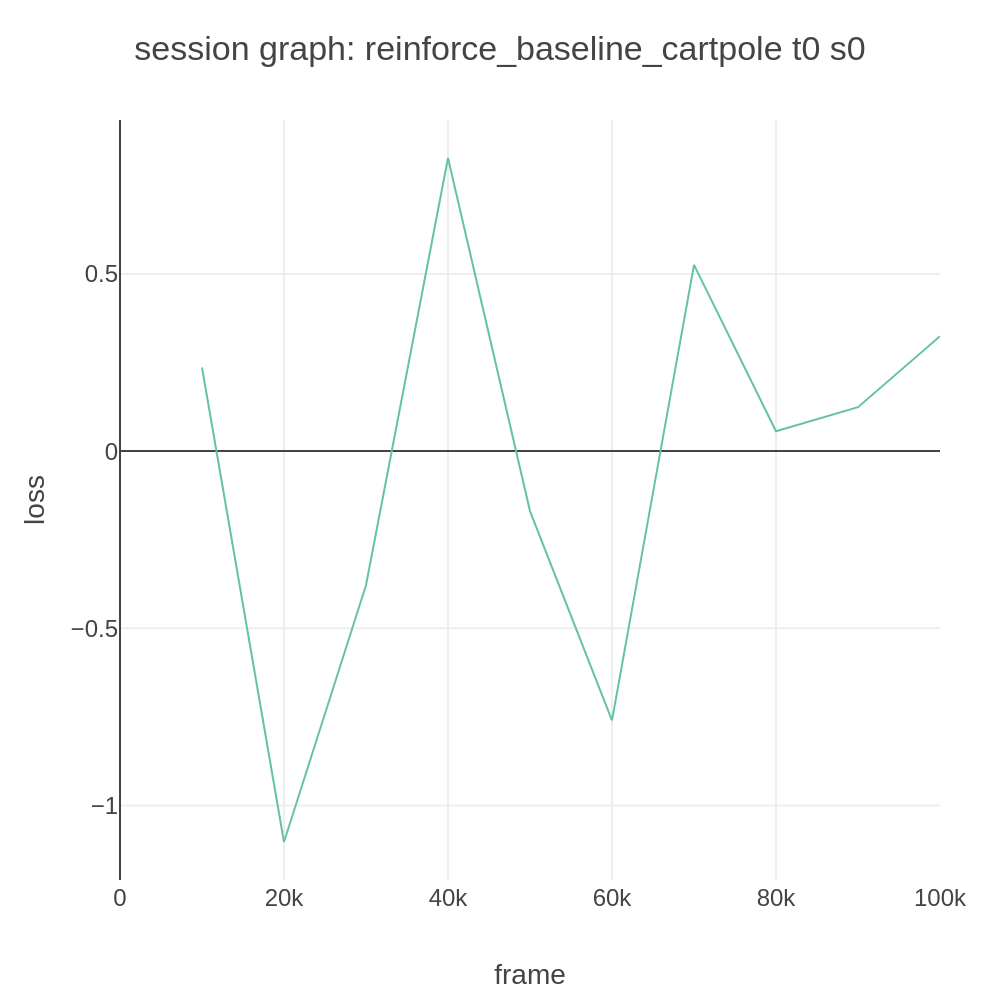 session graph: reinforce_baseline_cartpole t0 s0
0.5
0
−0.5
−1
loss
0
20k
40k
60k
80k
100k
frame